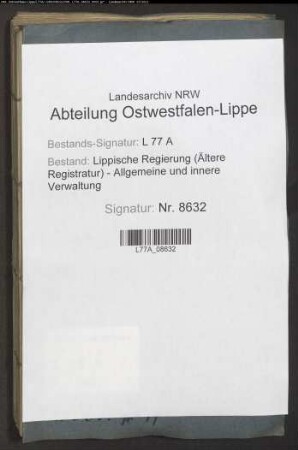 Landesarchiv NRW
Abteilung Ostwestfalen-Lippe
Bestands-Signatur: L 77 A
Bestand: Lippische Regierung (Ältere
Registratur) - Allgemeine und innere
Verwaltung
Signatur: Nr. 8632
L77A_08632